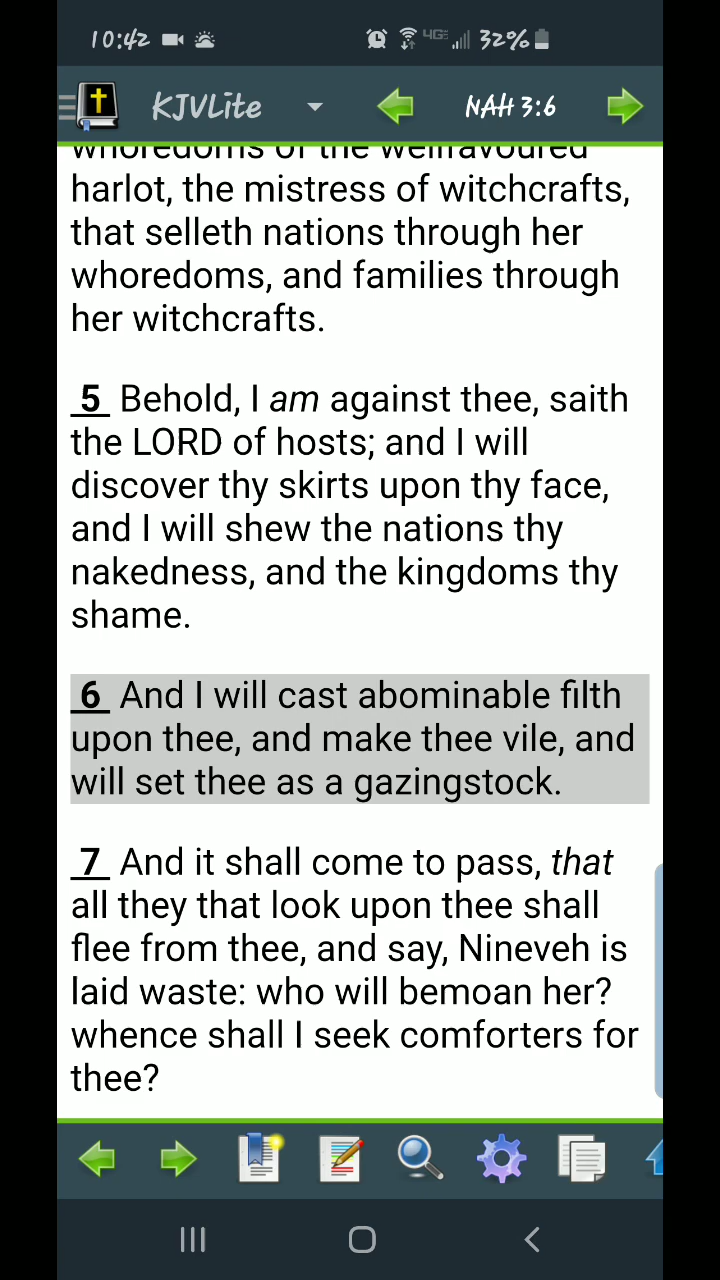 10:42 4GE 32%
KJVLite NAH 3:6
whoredoms of the wellfavoured
harlot, the mistress of witchcrafts,
that selleth nations through her
whoredoms, and families through
her witchcrafts.
5 Behold, I am against thee, saith
the LORD of hosts; and I will
discover thy skirts upon thy face,
and I will shew the nations thy
nakedness, and the kingdoms thy
shame.
6 And I will cast abominable filth
upon thee, and make thee vile, and
will set thee as a gazingstock.
7 And it shall come to pass, that
all they that look upon thee shall
flee from thee, and say, Nineveh is
laid waste: who will bemoan her?
whence shall I seek comforters for
thee?